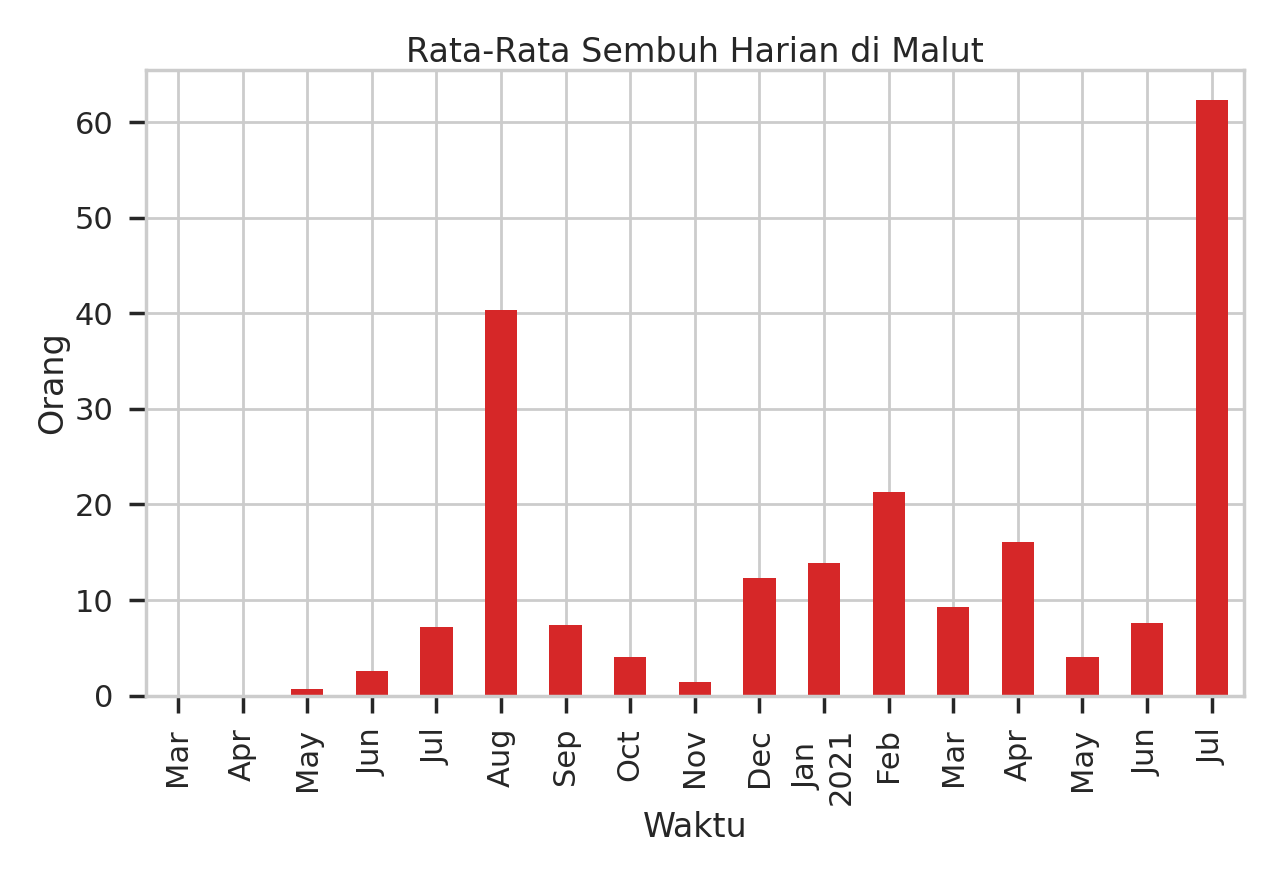 Rata-Rata Sembuh Harian di Malut
60
50
40
30
20
10
0
Orang
Mar
Apr
May
Jun
Jul
Aug
Sep
Oct
Nov
Dec
Jan
2021
Feb
Mar
Apr
May
Jun
Jul
Waktu